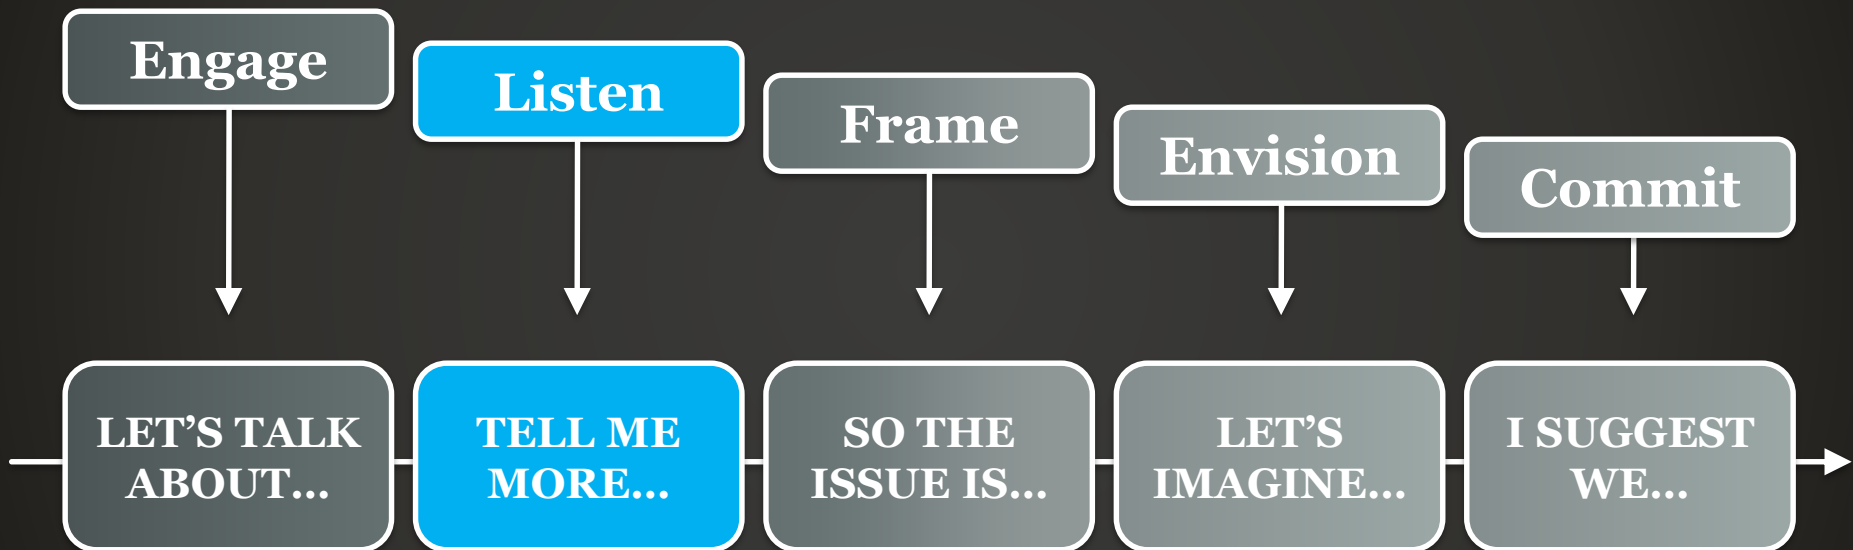 Engage
Listen
Frame
Envision
Commit
LET’S TALK
ABOUT...
TELL ME
MORE...
SO THE
ISSUE IS...
LET’S
IMAGINE...
I SUGGEST
WE...